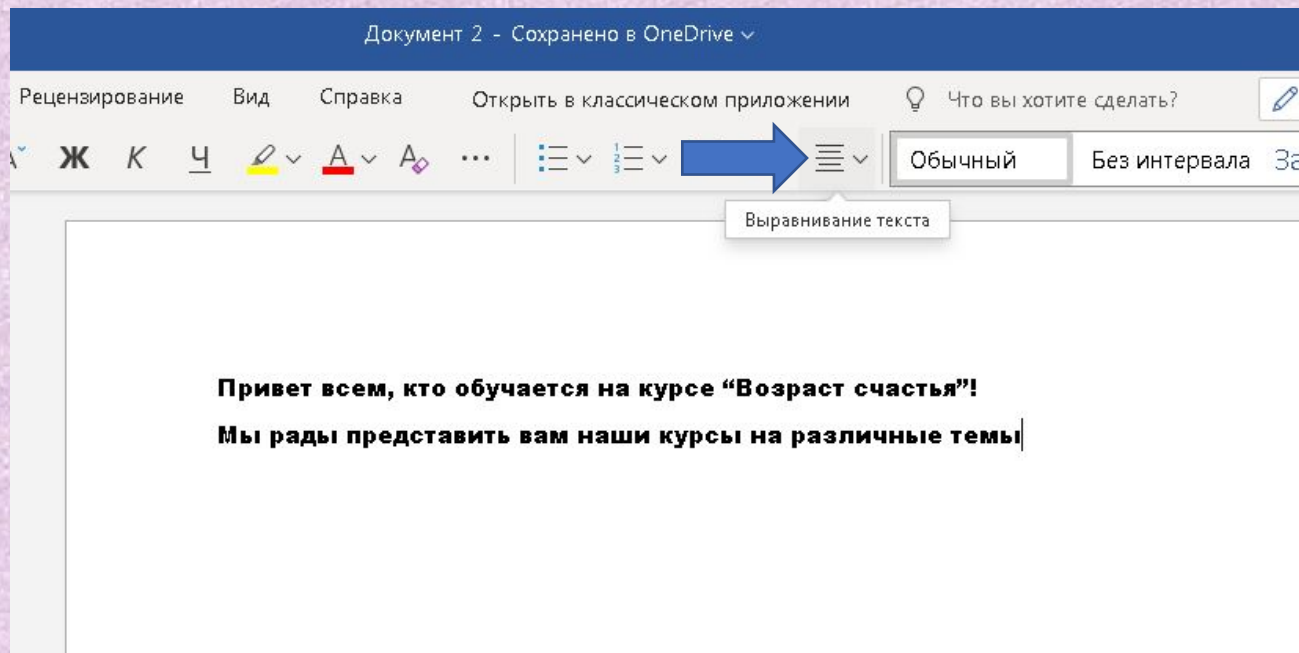 Документ 2 - Сохранено в OneDrive
Рецензирование Вид Справка Открыть в классическом приложении Что вы хотите сделать?
Ж К Ч А А ... Обычный Без интервала За
Выравнивание текста
Привет всем, кто обучается на курсе “Возраст счастья”!
Мы рады представить вам наши курсы на различные темы